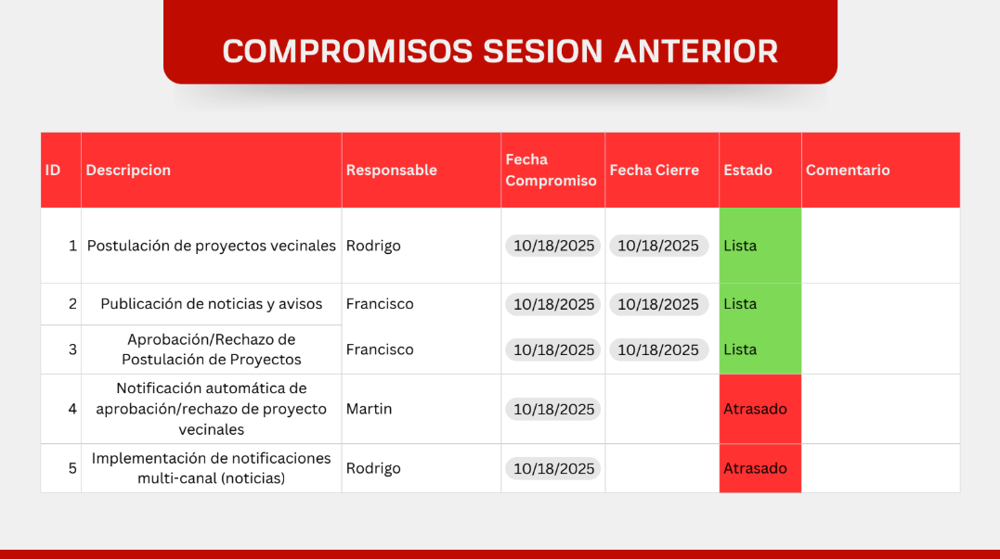 COMPROMISOS SESION ANTERIOR
ID Descripcion Responsable Fecha Compromiso Fecha Cierre Estado Comentario
1 Postulación de proyectos vecinales Rodrigo 10/18/2025 10/18/2025 Lista
2 Publicación de noticias y avisos Francisco 10/18/2025 10/18/2025 Lista
3 Aprobación/Rechazo de Postulación de Proyectos Francisco 10/18/2025 10/18/2025 Lista
4 Notificación automática de aprobación/rechazo de proyecto vecinales Martin 10/18/2025 Atrasado
5 Implementación de notificaciones multi-canal (noticias) Rodrigo 10/18/2025 Atrasado